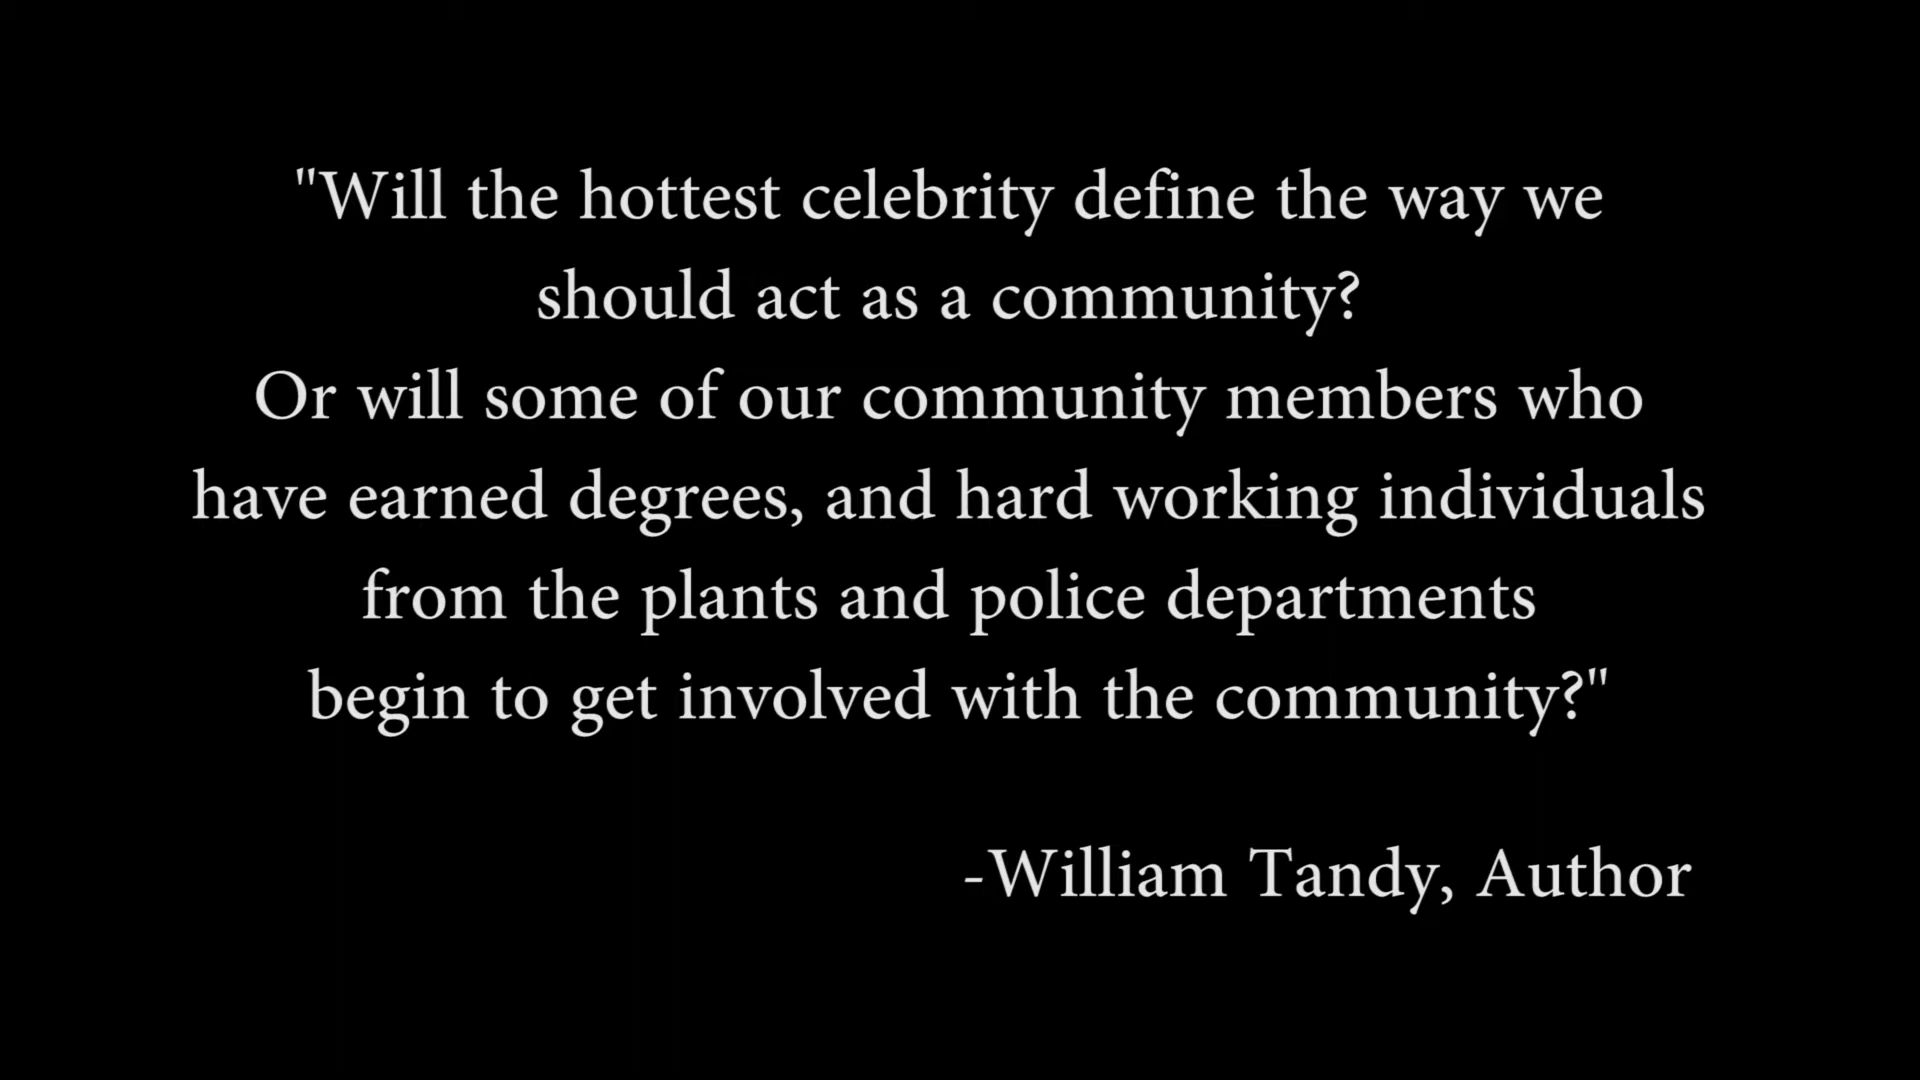 "Will the hottest celebrity define the way we
should act as a community?
Or will some of our community members who
have earned degrees, and hard working individuals
from the plants and police departments
begin to get involved with the community?"
-William Tandy, Author